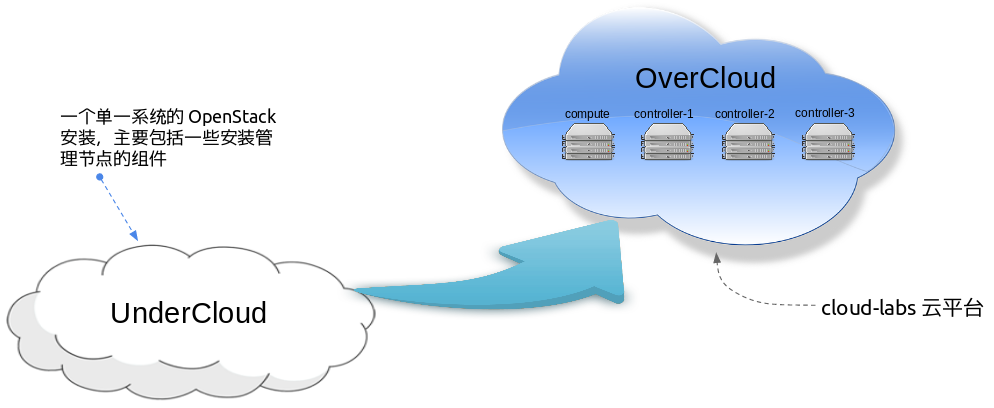 OverCloud
compute
controller-1
controller-2
controller-3
一个单一系统的 OpenStack
安装，主要包括一些安装管
理节点的组件
UnderCloud
cloud-labs 云平台